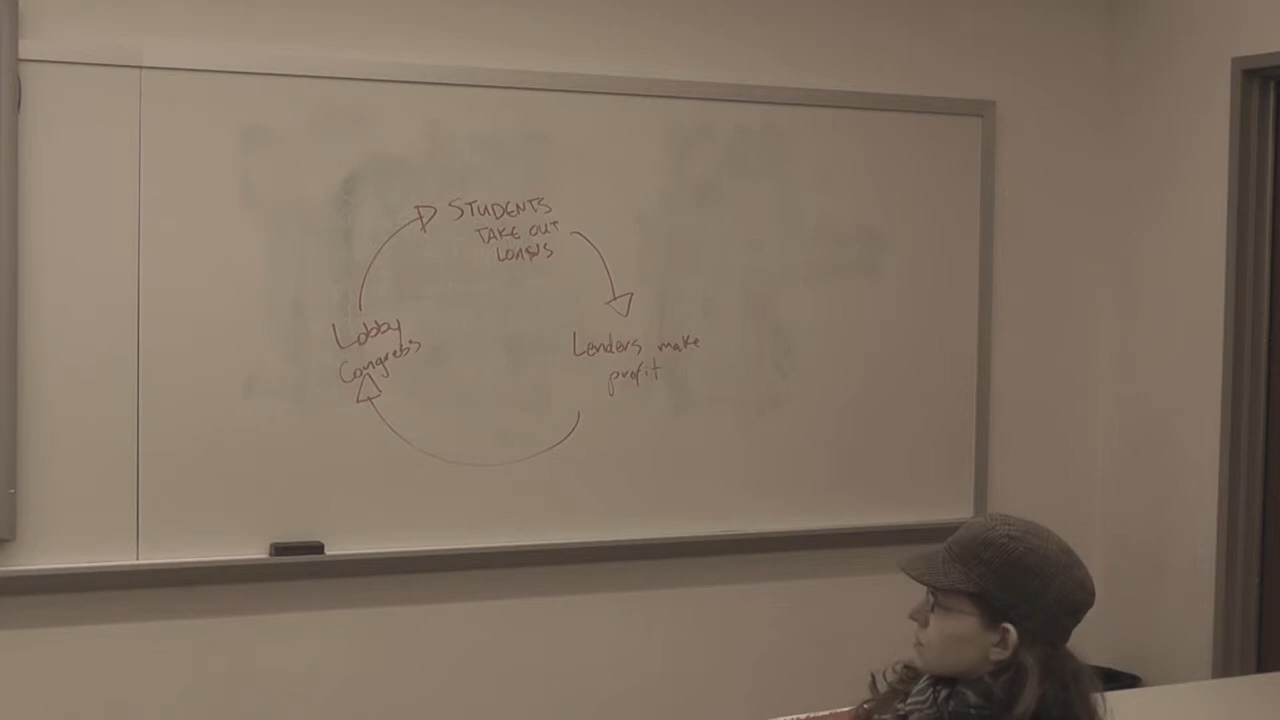 STUDENTS
TAKE OUT
LOANS
Lenders make
profit
Lobby
Congress